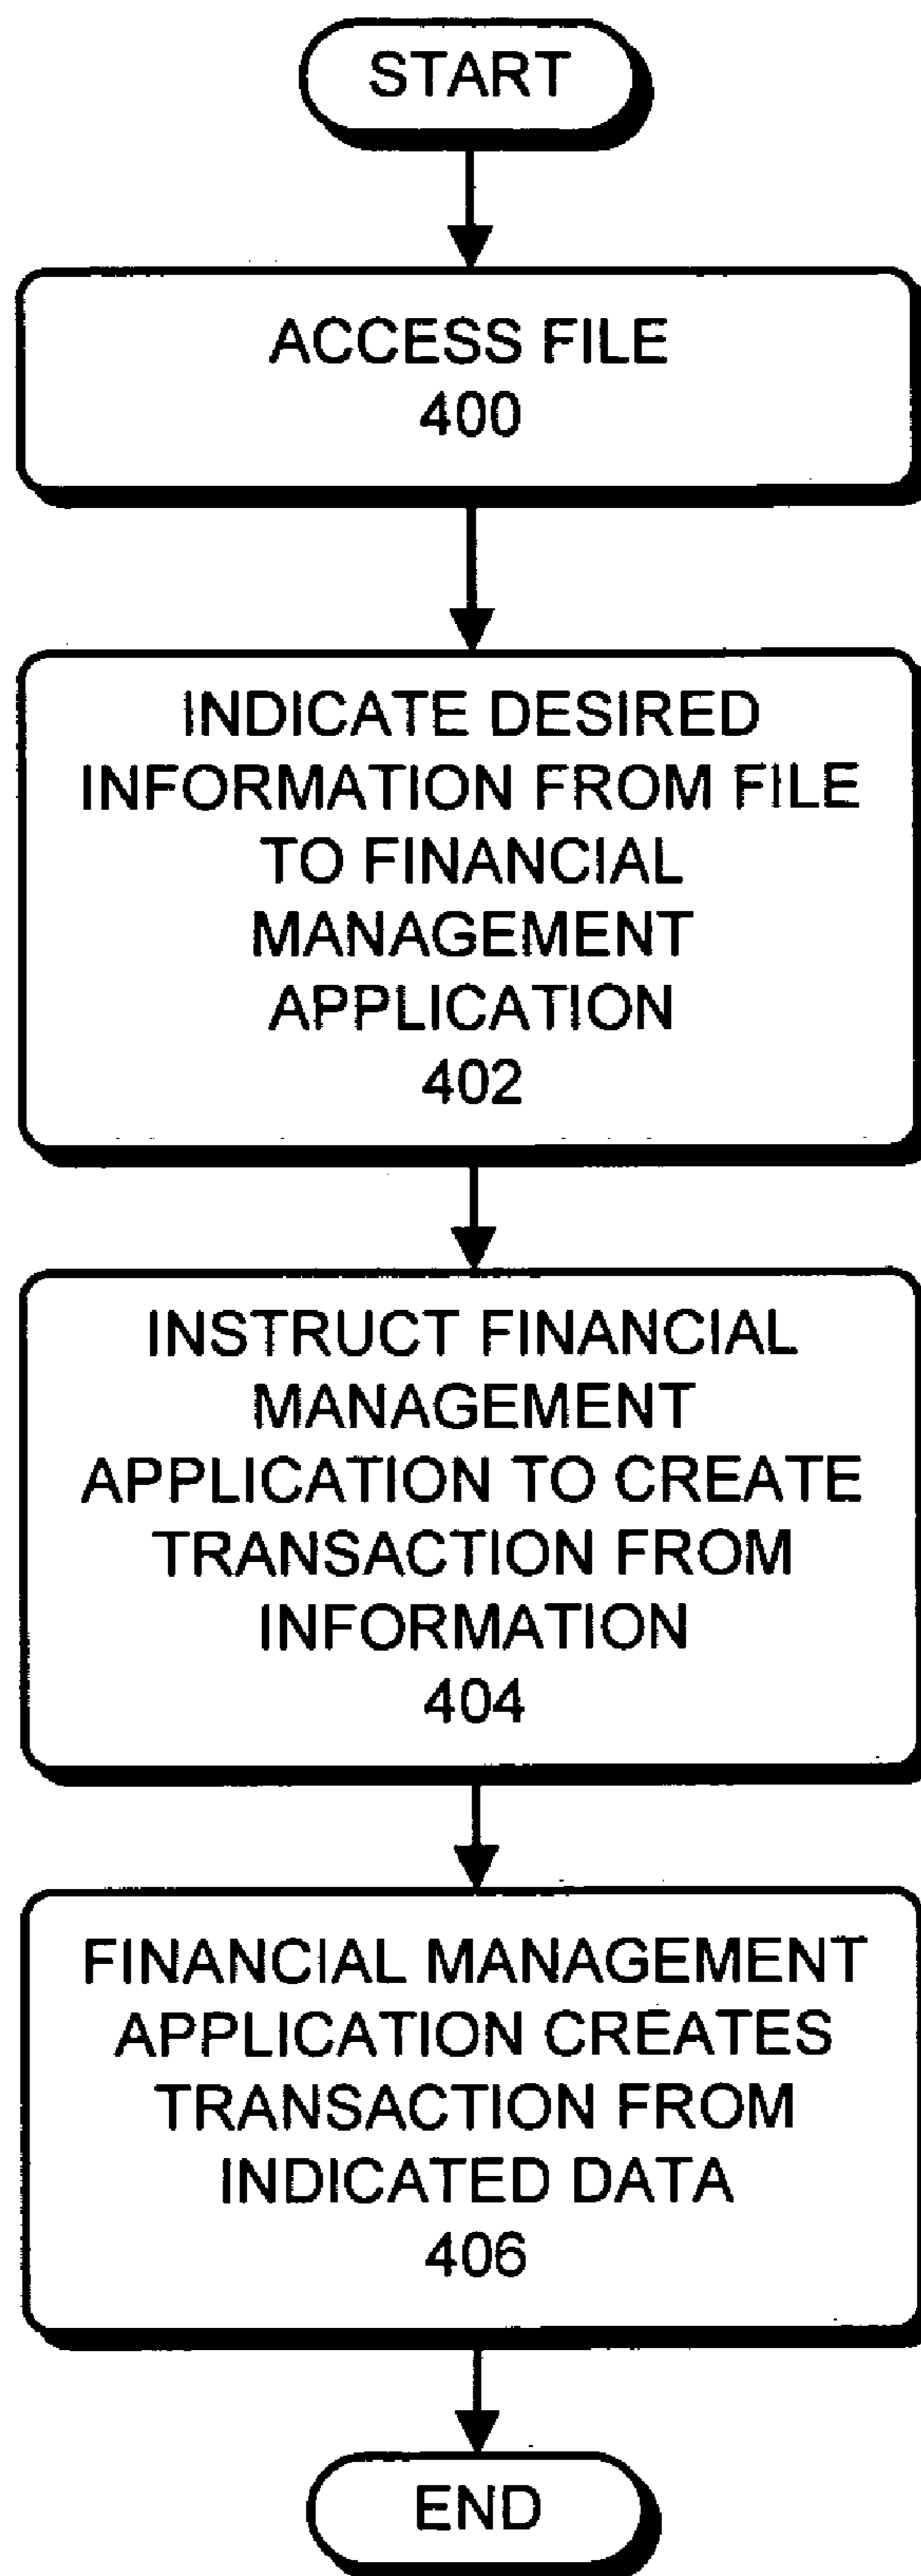 START
ACCESS FILE
400
INDICATE DESIRED
INFORMATION FROM FILE
TO FINANCIAL
MANAGEMENT
APPLICATION
402
INSTRUCT FINANCIAL
MANAGEMENT
APPLICATION TO CREATE
TRANSACTION FROM
INFORMATION
404
FINANCIAL MANAGEMENT
APPLICATION CREATES
TRANSACTION FROM
INDICATED DATA
406
END